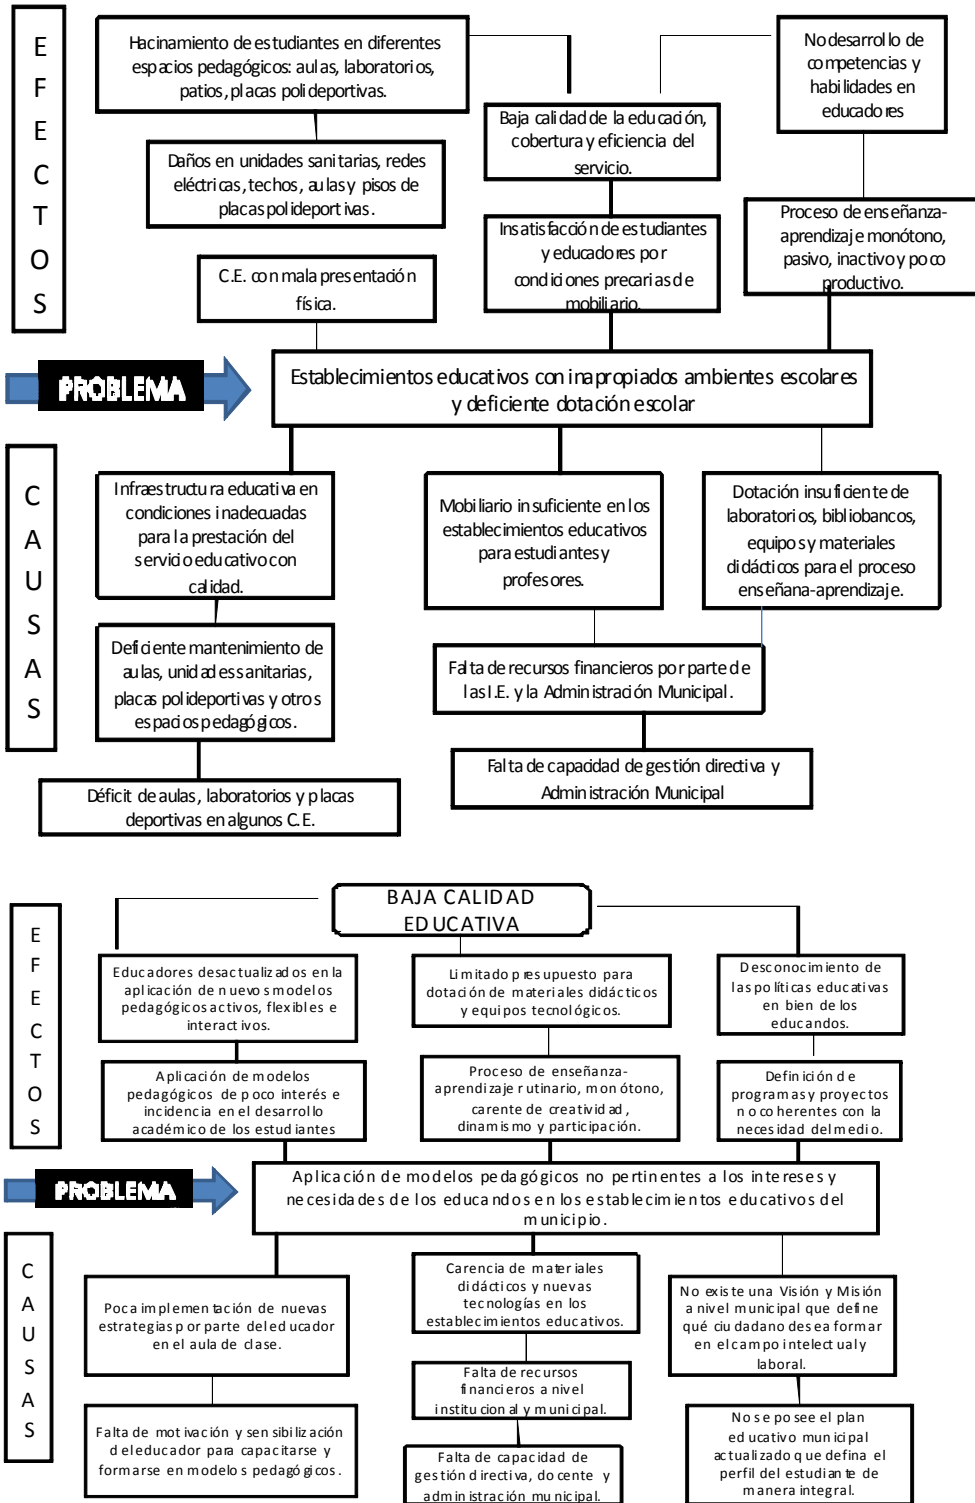 EFECTOS
Hacinamiento de estudiantes en diferentes
espacios pedagógicos: aulas, laboratorios,
patios, placas polideportivas.
No desarrollo de
competencias y
habilidades en
educadores
Baja calidad de la educación,
cobertura y eficiencia del
servicio.
Daños en unidades sanitarias, redes
eléctricas, techos, aulas y pisos de
placas polideportivas.
Insatisfacción de estudiantes
y educadores por
condiciones precarias de
mobiliario.
Proceso de enseñanza-
aprendizaje monótono,
pasivo, inactivo y poco
productivo.
C.E. con mala presentación
física.
PROBLEMA
Establecimientos educativos con inapropiados ambientes escolares
y deficiente dotación escolar
CAUSAS
Infraestructura educativa en
condiciones inadecuadas
para la prestación del
servicio educativo con
calidad.
Mobiliario insuficiente en los
establecimientos educativos
para estudiantes y
profesores.
Dotación insuficiente de
laboratorios, bibliobancos,
equipos y materiales
didácticos para el proceso
enseñana-aprendizaje.
Deficiente mantenimiento de
aulas, unidades sanitarias,
placas polideportivas y otros
espacios pedagógicos.
Falta de recursos financieros por parte de
las I.E. y la Administración Municipal.
Falta de capacidad de gestión directiva y
Administración Municipal
Déficit de aulas, laboratorios y placas
deportivas en algunos C.E.
BAJA CALIDAD
EDUCATIVA
EFECTOS
Educadores desactualizados en la
aplicación de nuevos modelos
pedagógicos activos, flexibles e
interactivos.
Limitado presupuesto para
dotación de materiales didácticos
y equipos tecnológicos.
Desconocimiento de
las políticas educativas
en bien de los
educandos.
Aplicación de modelos
pedagógicos de poco interés e
incidencia en el desarrollo
académico de los estudiantes
Proceso de enseñanza-
aprendizaje rutinario, monótono,
carente de creatividad,
dinamismo y participación.
Definición de
programas y proyectos
no coherentes con la
necesidad del medio.
PROBLEMA
Aplicación de modelos pedagógicos no pertinentes a los intereses y
necesidades de los educandos en los establecimientos educativos del
municipio.
CAUSAS
Poca implementación de nuevas
estrategias por parte del educador
en el aula de clase.
Carencia de materiales
didácticos y nuevas
tecnologías en los
establecimientos educativos.
No existe una Visión y Misión
a nivel municipal que define
qué ciudadano desea formar
en el campo intelectual y
laboral.
Falta de recursos
financieros a nivel
institucional y municipal.
Falta de motivación y sensibilización
del educador para capacitarse y
formarse en modelos pedagógicos.
Falta de capacidad de
gestión directiva, docente y
administración municipal.
No se posee el plan
educativo municipal
actualizado que defina el
perfil del estudiante de
manera integral.